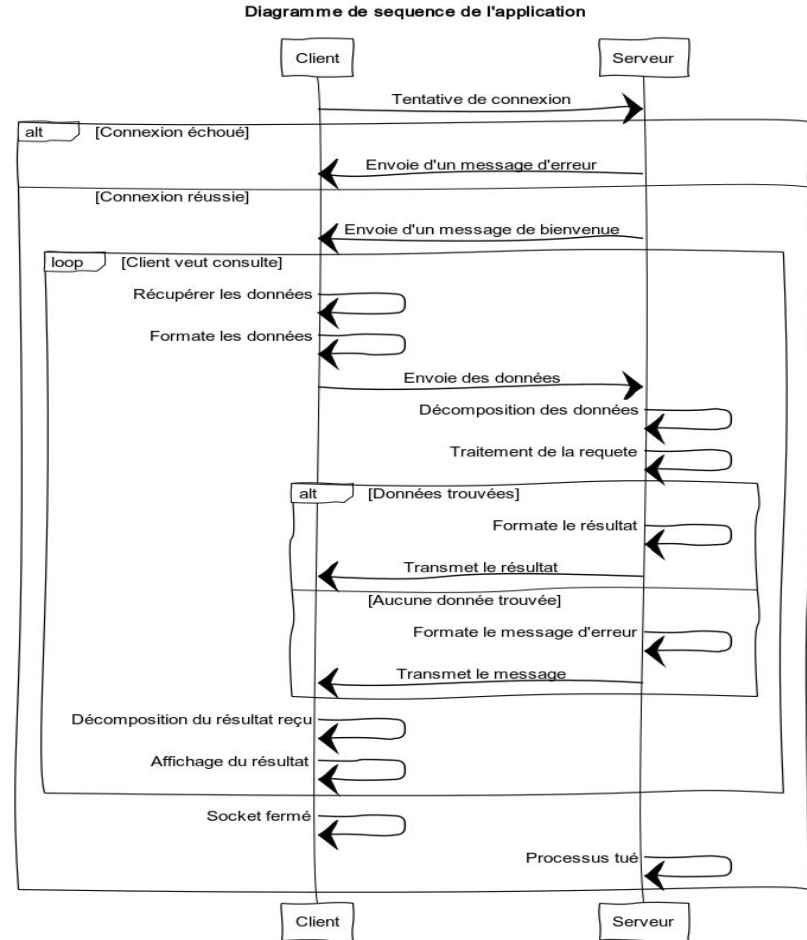 Diagramme de sequence de l'application
Client
Serveur
Tentative de connexion
alt
[Connexion échoué]
Envoie d'un message d'erreur
[Connexion réussie]
Envoie d'un message de bienvenue
loop
[Client veut consulte]
Récupérer les données
Formate les données
Envoie des données
Décomposition des données
Traitement de la requete
alt
[Données trouvées]
Formate le résultat
Transmet le résultat
[Aucune donnée trouvée]
Formate le message d'erreur
Transmet le message
Décomposition du résultat reçu
Affichage du résultat
Socket fermé
Processus tué
Client
Serveur